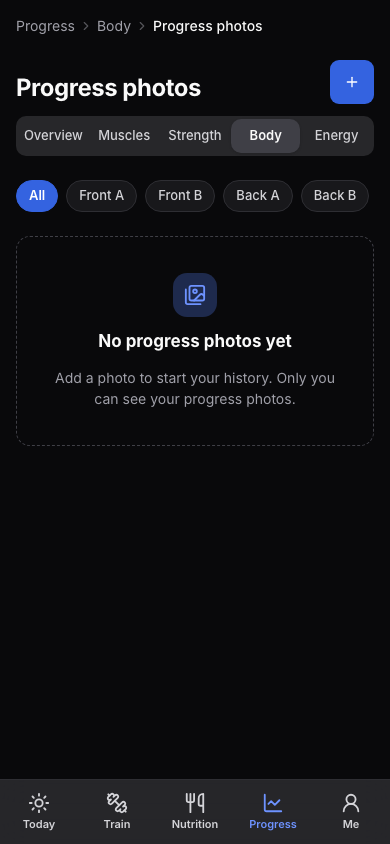 Progress > Body > Progress photos
Progress photos
+
Overview Muscles Strength Body Energy
All Front A Front B Back A Back B
No progress photos yet
Add a photo to start your history. Only you
can see your progress photos.
Today Train Nutrition Progress Me